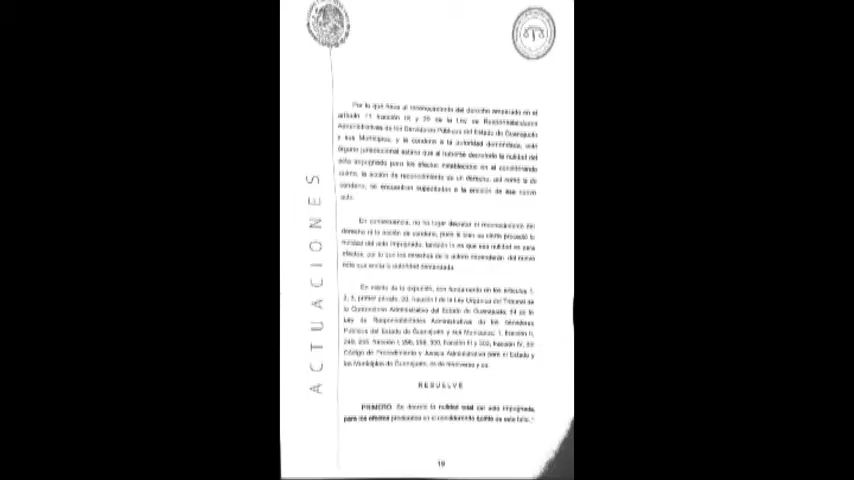 Por lo que hace al reconocimiento del derecho amparado en el
artículo 11 fracción IX y 20 de la Ley de Responsabilidades
Administrativas de los Servidores Públicos del Estado de Guanajuato
y sus Municipios, y la condena a la autoridad demandada, este
órgano jurisdiccional estima que al haberse decretado la nulidad del
acto impugnado para los efectos establecidos en el considerando
la acción de reconocimiento de un derecho, así como la de
condena, se encuentran supeditadas a la emisión de ese nuevo
acto.
En consecuencia, no ha lugar decretar el reconocimiento del
derecho ni la acción de condena, pues si bien es cierto procedió la
nulidad del acto impugnado, también lo es que esa nulidad es para
efectos, por lo que los derechos de la actora dependerán del nuevo
acto que emita la autoridad demandada.
En mérito de lo expuesto, con fundamento en los artículos 1,
2, 3, primer párrafo, 20, fracción I de la Ley Orgánica del Tribunal de
lo Contencioso Administrativo del Estado de Guanajuato; 54 de la
Ley de Responsabilidades Administrativas de los Servidores
Públicos del Estado de Guanajuato y sus Municipios; 1, fracción II,
249, 255, fracción I, 298, 299, 300, fracción III y 302, fracción IV, del
Código de Procedimiento y Justicia Administrativa para el Estado y
los Municipios de Guanajuato, es de resolverse y se
RESUELVE
PRIMERO. Se decreta la nulidad total del acto impugnado,
para los efectos precisados en el considerando quinto de este fallo.
19
ACTUACIONES